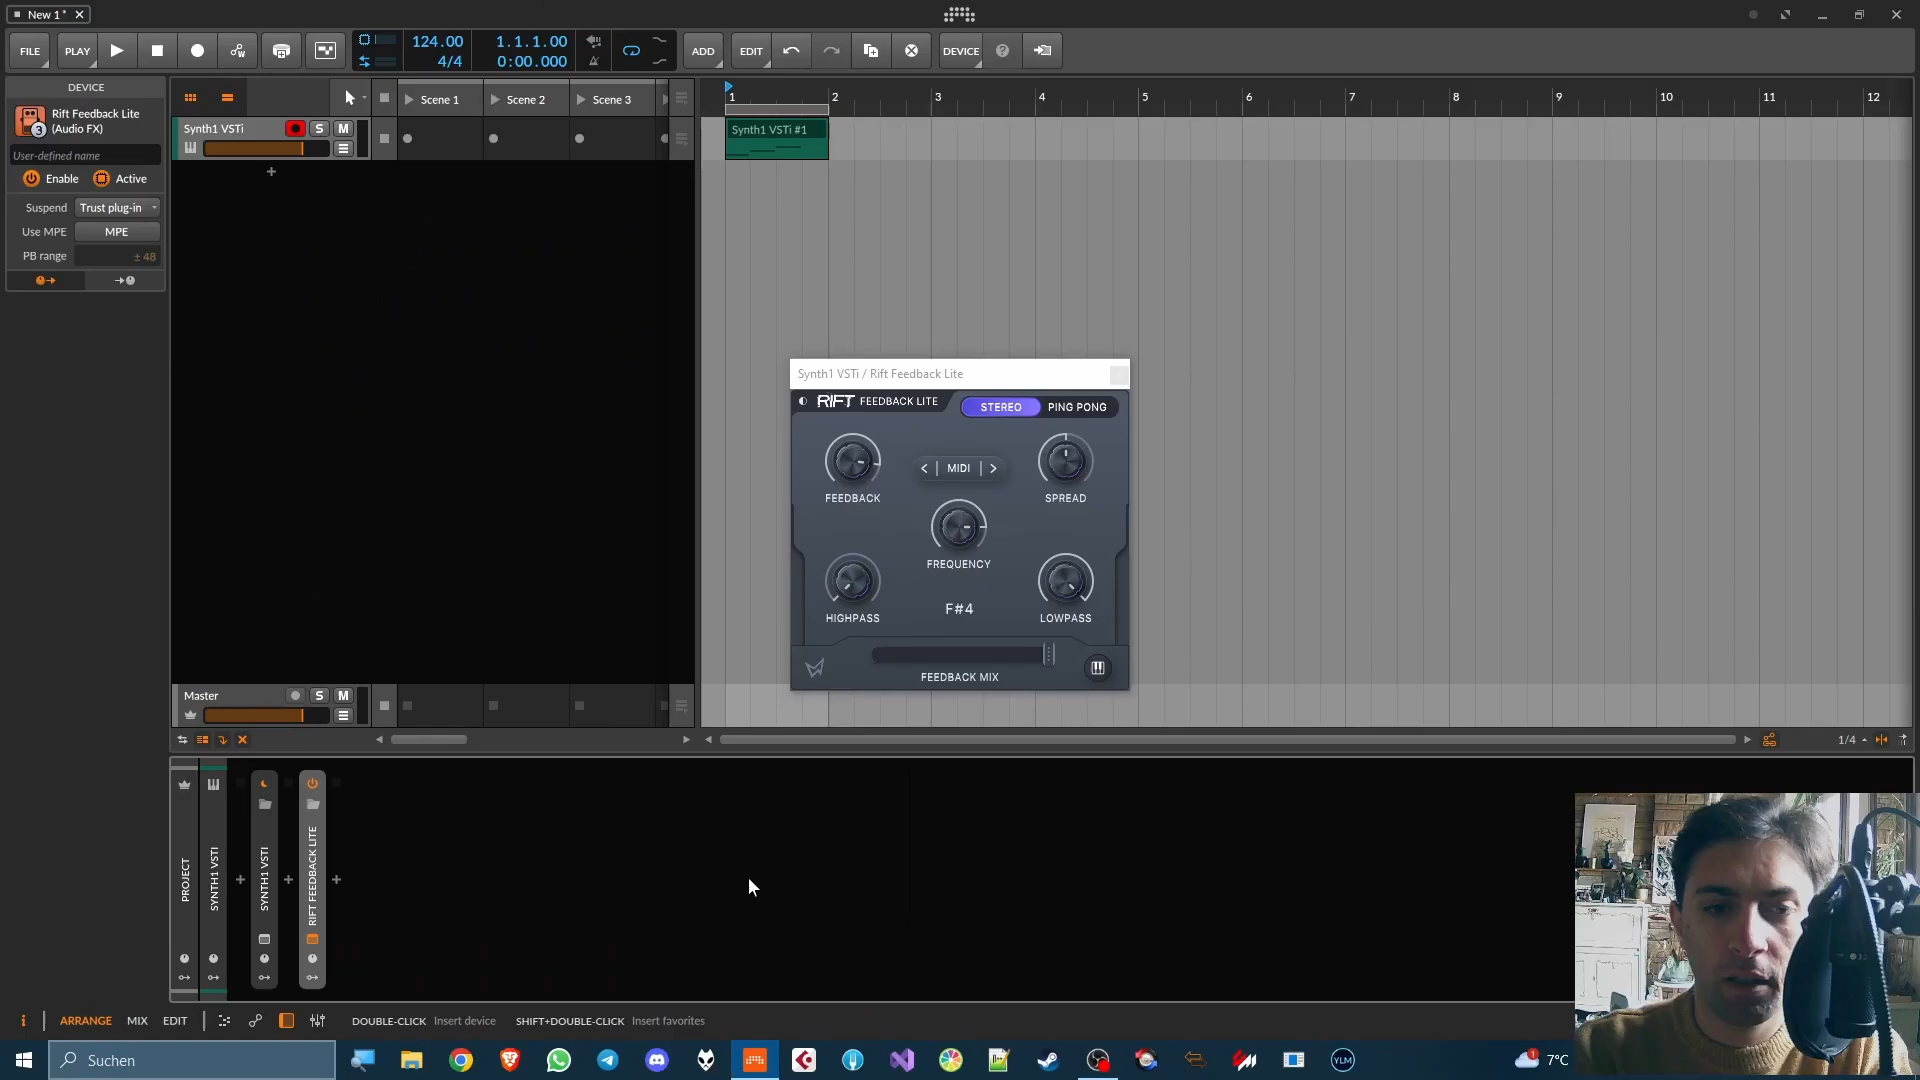 New 1*
FILE
PLAY
124.00
4/4
1.1.1.00
0:00.000
ADD
EDIT
DEVICE
DEVICE
Rift Feedback Lite
(Audio FX)
3
User-defined name
Enable
Active
Suspend
Trust plug-in
Use MPE
MPE
PB range
± 48
Scene 1
Scene 2
Scene 3
1
2
3
4
5
6
7
8
9
10
11
12
Synth1 VSTi
S
M
Synth1 VSTi #1
Synth1 VSTi / Rift Feedback Lite
RIFT FEEDBACK LITE
STEREO
PING PONG
FEEDBACK
< | MIDI | >
SPREAD
FREQUENCY
HIGHPASS
F#4
LOWPASS
FEEDBACK MIX
Master
S
M
1/4
PROJECT
SYNTH1 VSTI
SYNTH1 VSTI
RIFT FEEDBACK LITE
i
ARRANGE
MIX
EDIT
DOUBLE-CLICK Insert device
SHIFT+DOUBLE-CLICK Insert favorites
Suchen
YLM
1
7°C